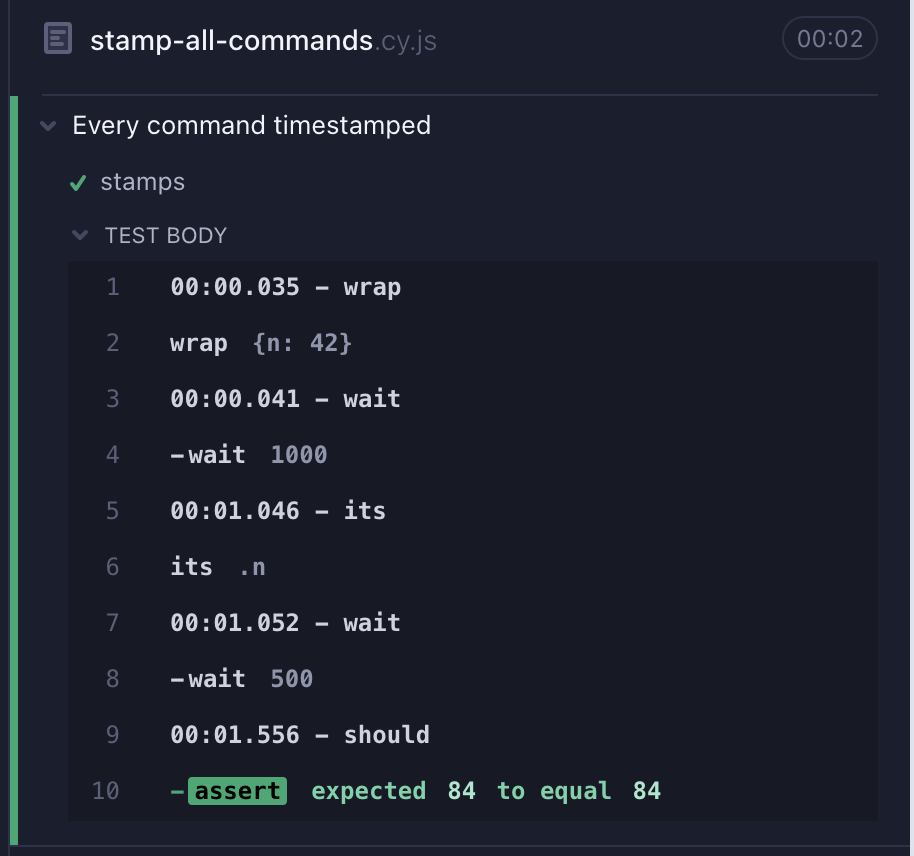 stamp-all-commands.cy.js 00:02
Every command timestamped
stamps
TEST BODY
1 00:00.035 – wrap
2 wrap {n: 42}
3 00:00.041 – wait
4 –wait 1000
5 00:01.046 – its
6 its .n
7 00:01.052 – wait
8 –wait 500
9 00:01.556 – should
10 –assert expected 84 to equal 84